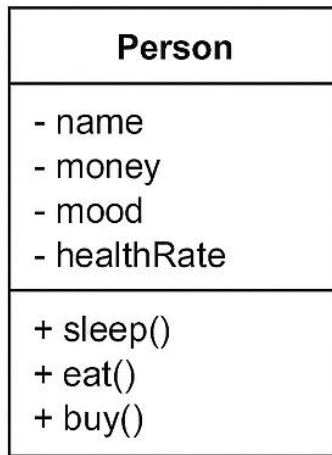 Person
- name
- money
- mood
- healthRate
+ sleep()
+ eat()
+ buy()